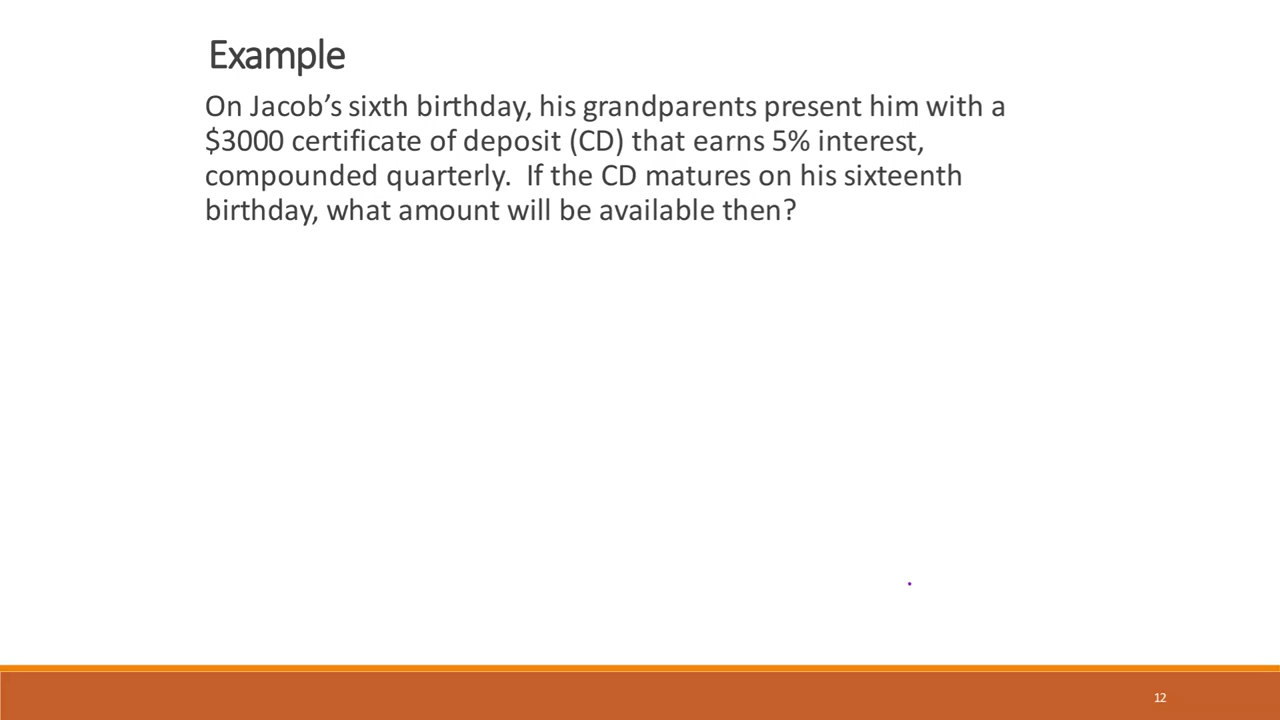 Example
On Jacob’s sixth birthday, his grandparents present him with a
$3000 certificate of deposit (CD) that earns 5% interest,
compounded quarterly.  If the CD matures on his sixteenth
birthday, what amount will be available then?
12